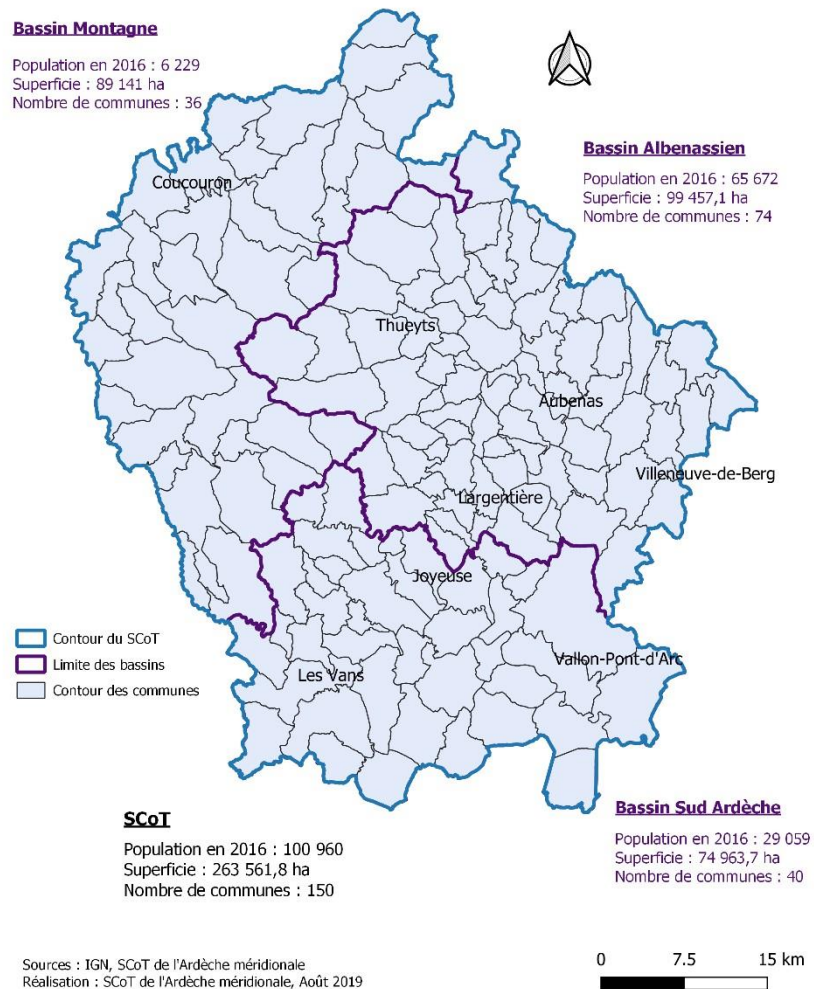 Bassin Montagne
Population en 2016 : 6 229
Superficie : 89 141 ha
Nombre de communes : 36
Bassin Albenassien
Population en 2016 : 65 672
Superficie : 99 457,1 ha
Nombre de communes : 74
Coucouron
Thueyts
Aubenas
Villeneuve-de-Berg
Largentière
Joyeuse
Vallon-Pont-d'Arc
Les Vans
Contour du SCoT
Limite des bassins
Contour des communes
SCoT
Population en 2016 : 100 960
Superficie : 263 561,8 ha
Nombre de communes : 150
Bassin Sud Ardèche
Population en 2016 : 29 059
Superficie : 74 963,7 ha
Nombre de communes : 40
Sources : IGN, SCoT de l'Ardèche méridionale
Réalisation : SCoT de l'Ardèche méridionale, Août 2019
0 7.5 15 km